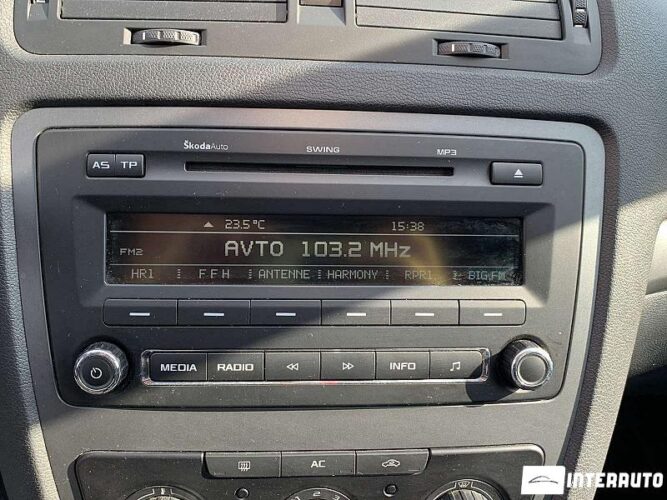 ŠkodaAuto SWING MP3
AS TP
23.5°C 15:38
FM2 AVTO 103.2 MHz
HR1 FFH ANTENNE HARMONY RPR1. BIG.FM
MEDIA RADIO INFO
AC
INTERAUTO